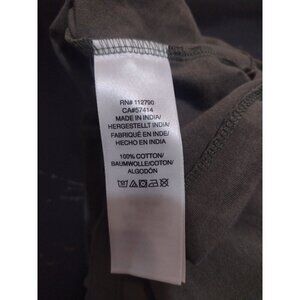 RN# 112790
CA#57414
MADE IN INDIA/
HERGESTELLT INDIA/
FABRIQUÉ EN INDE/
HECHO EN INDIA
100% COTTON/
BAUMWOLLE/COTON/
ALGODÓN